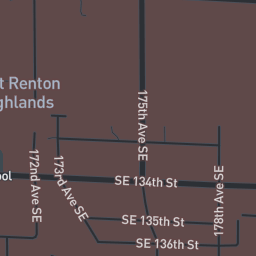 t Renton
ghlands
175th Ave SE
172nd Ave SE
173rd Ave SE
178th Ave SE
ool
SE 134th St
SE 135th St
SE 136th St